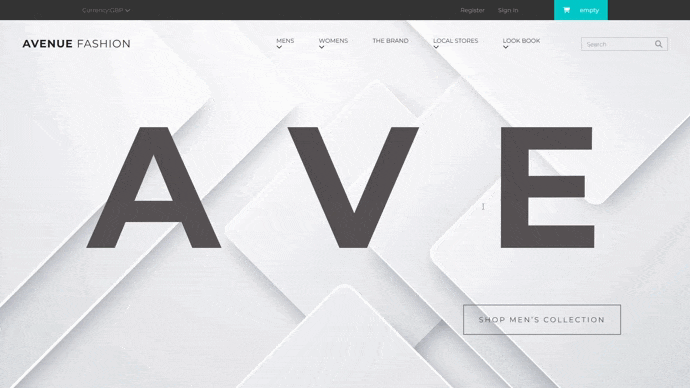 Currency:GBP
Register
Sign in
empty
AVENUE FASHION
MENS
WOMENS
THE BRAND
LOCAL STORES
LOOK BOOK
Search
AVE
SHOP MEN'S COLLECTION